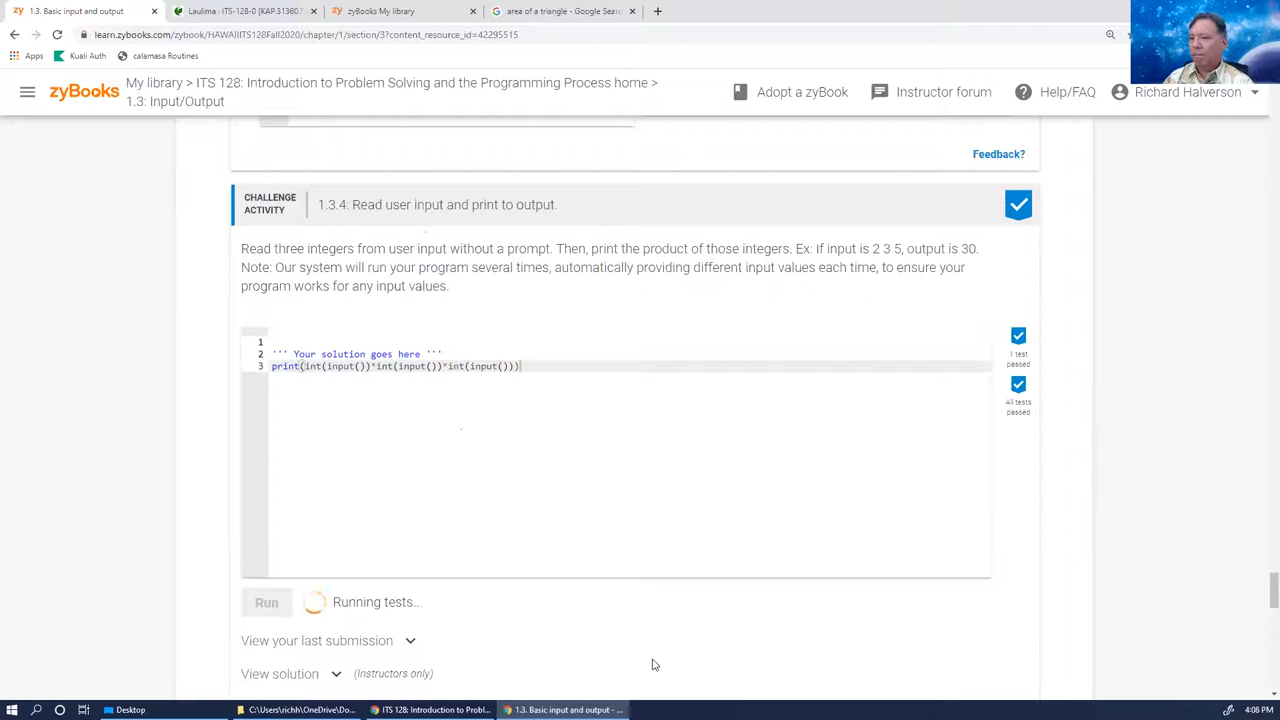 1.3. Basic input and output
Laulima : ITS-128-0 [KAP.31360.F
zyBooks My library
area of a triangle - Google Sear
learn.zybooks.com/zybook/HAWAIIITS128Fall2020/chapter/1/section/3?content_resource_id=42295515
Apps
Kuali Auth
calamasa Routines
zyBooks
My library > ITS 128: Introduction to Problem Solving and the Programming Process home >
1.3: Input/Output
Adopt a zyBook
Instructor forum
Help/FAQ
Richard Halverson
Feedback?
CHALLENGE
ACTIVITY
1.3.4: Read user input and print to output.
Read three integers from user input without a prompt. Then, print the product of those integers. Ex: If input is 2 3 5, output is 30.
Note: Our system will run your program several times, automatically providing different input values each time, to ensure your
program works for any input values.
1
2 ''' Your solution goes here '''
3 print(int(input())*int(input())*int(input()))
1 test
passed
All tests
passed
Run
Running tests...
View your last submission
View solution
(Instructors only)
Desktop
C:\Users\richh\OneDrive\Do...
ITS 128: Introduction to Probl...
1.3. Basic input and output - ...
4:08 PM